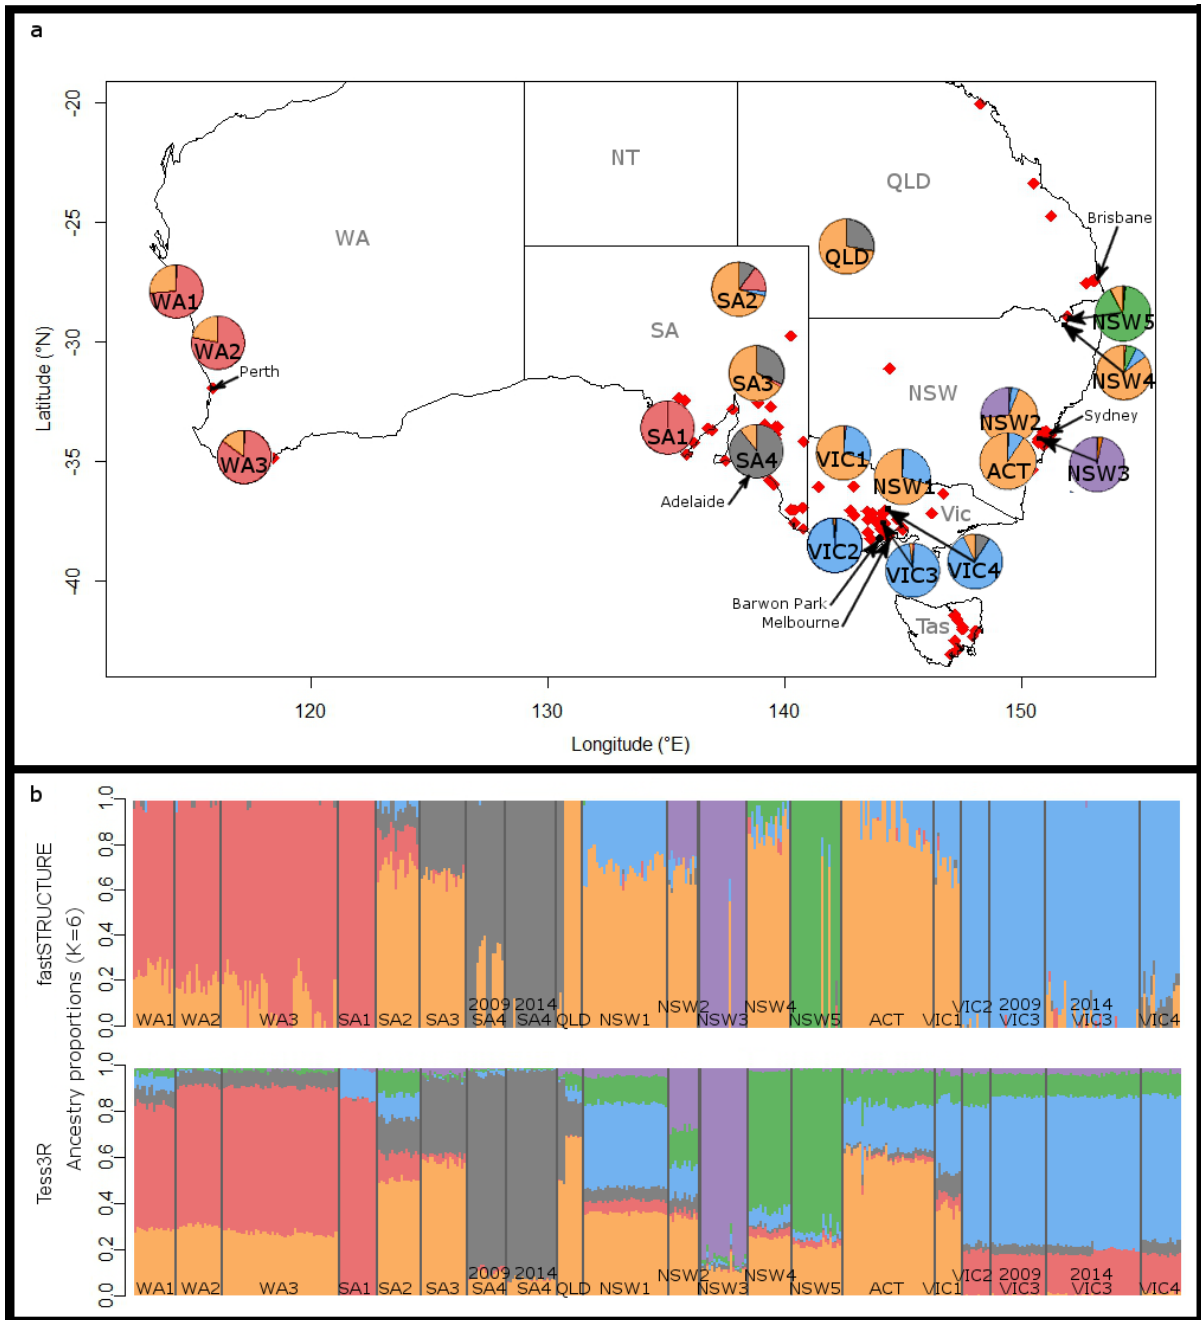 a
-20
-25
-30
-35
-40
Latitude (°N)
NT
QLD
WA
Brisbane
QLD
WA1
SA2
SA
NSW5
WA2
Perth
SA3
NSW
NSW4
NSW2
Sydney
SA1
WA3
SA4
VIC1
ACT
NSW3
NSW1
Adelaide
Vic
VIC2
VIC3
VIC4
Barwon Park
Melbourne
Tas
120 130 140 150
Longitude (°E)
b
fastSTRUCTURE
Ancestry proportions (K=6)
1.0
0.8
0.6
0.4
0.2
0.0
2009 2014 NSW2 NSW4 VIC2 2009 2014
WA1 WA2 WA3 SA1 SA2 SA3 SA4 SA4 QLD NSW1 NSW3 NSW5 ACT VIC1 VIC3 VIC3 VIC4
Tess3R
1.0
0.8
0.6
0.4
0.2
0.0
2009 2014 NSW2 NSW4 VIC2 2009 2014
WA1 WA2 WA3 SA1 SA2 SA3 SA4 SA4 QLD NSW1 NSW3 NSW5 ACT VIC1 VIC3 VIC3 VIC4